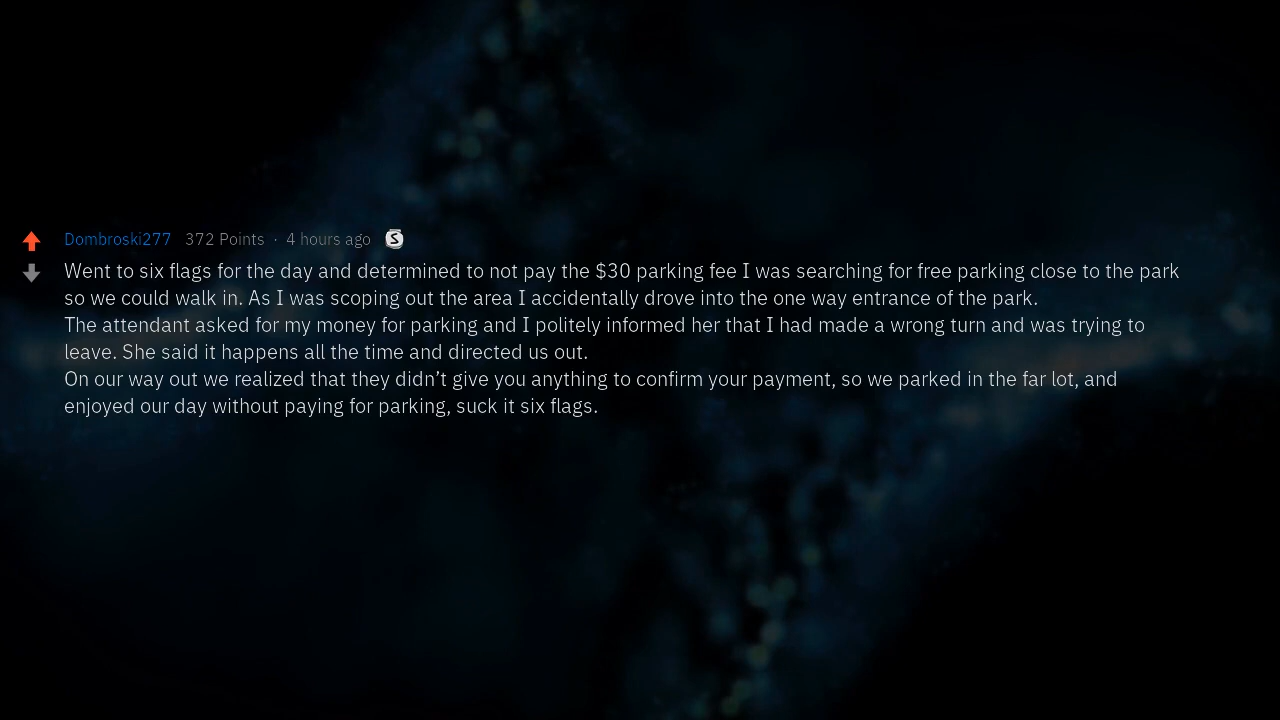 Dombroski277 372 Points · 4 hours ago S
Went to six flags for the day and determined to not pay the $30 parking fee I was searching for free parking close to the park
so we could walk in. As I was scoping out the area I accidentally drove into the one way entrance of the park.
The attendant asked for my money for parking and I politely informed her that I had made a wrong turn and was trying to
leave. She said it happens all the time and directed us out.
On our way out we realized that they didn’t give you anything to confirm your payment, so we parked in the far lot, and
enjoyed our day without paying for parking, suck it six flags.